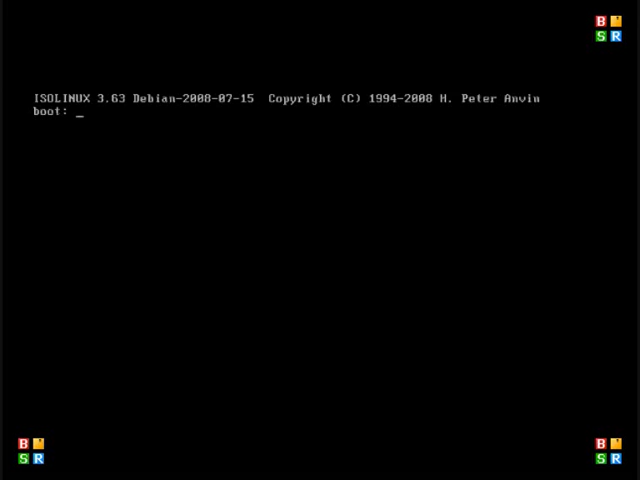 B
S R
ISOLINUX 3.63 Debian-2008-07-15  Copyright (C) 1994-2008 H. Peter Anvin
boot: _
B
S R
B
S R